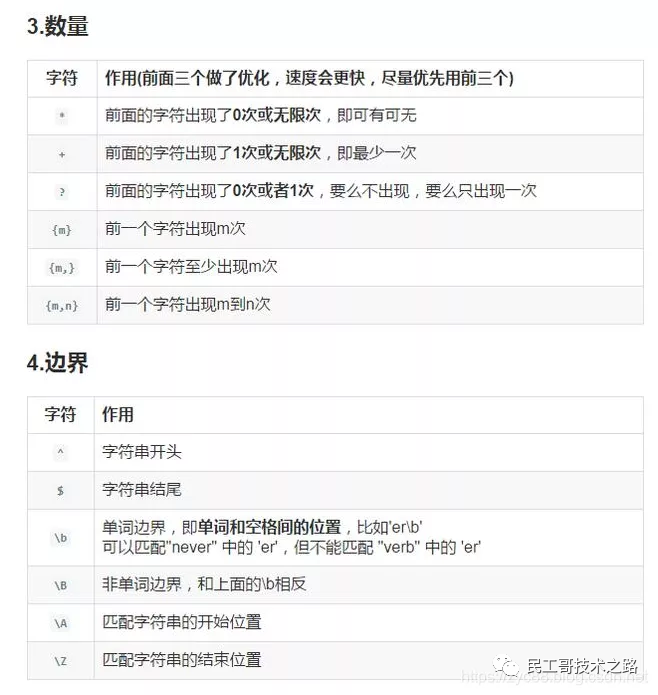 3.数量
字符 作用(前面三个做了优化，速度会更快，尽量优先用前三个)
* 前面的字符出现了0次或无限次，即可有可无
+ 前面的字符出现了1次或无限次，即最少一次
? 前面的字符出现了0次或者1次，要么不出现，要么只出现一次
{m} 前一个字符出现m次
{m,} 前一个字符至少出现m次
{m,n} 前一个字符出现m到n次
4.边界
字符 作用
^ 字符串开头
$ 字符串结尾
\b 单词边界，即单词和空格间的位置，比如'er\b'
可以匹配"never" 中的 'er'，但不能匹配 "verb" 中的 'er'
\B 非单词边界，和上面的\b相反
\A 匹配字符串的开始位置
\Z 匹配字符串的结束位置
民工哥技术之路